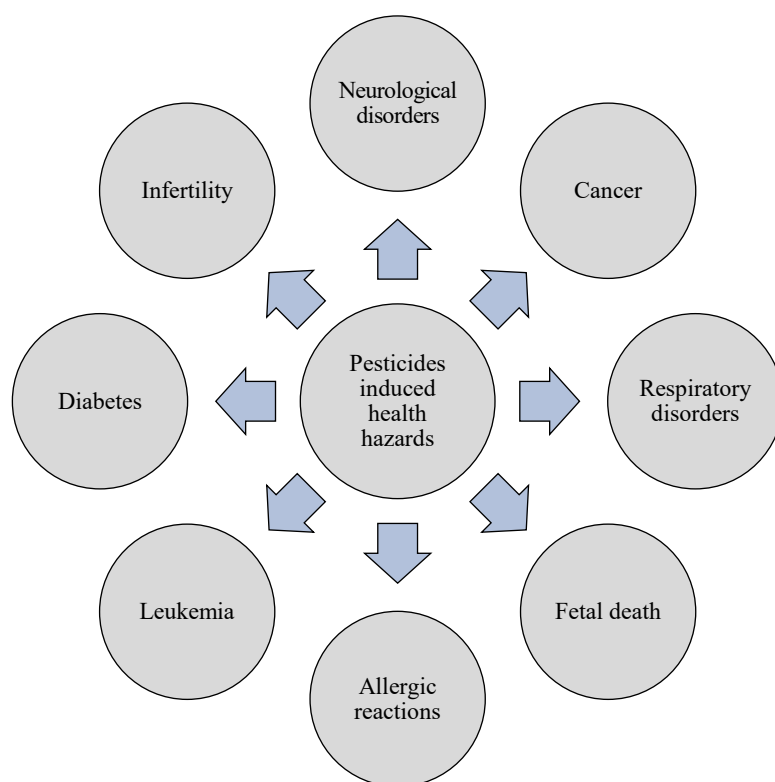 Neurological
disorders
Infertility
Cancer
Pesticides
induced
health
hazards
Diabetes
Respiratory
disorders
Leukemia
Fetal death
Allergic
reactions